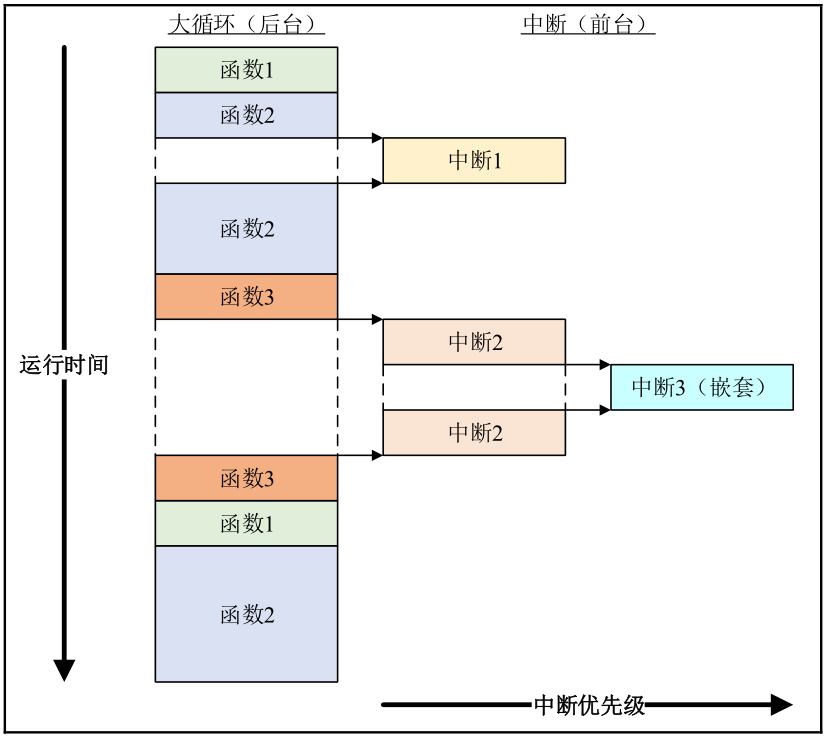 大循环（后台）
中断（前台）
函数1
函数2
中断1
函数2
函数3
中断2
运行时间
中断3（嵌套）
中断2
函数3
函数1
函数2
中断优先级